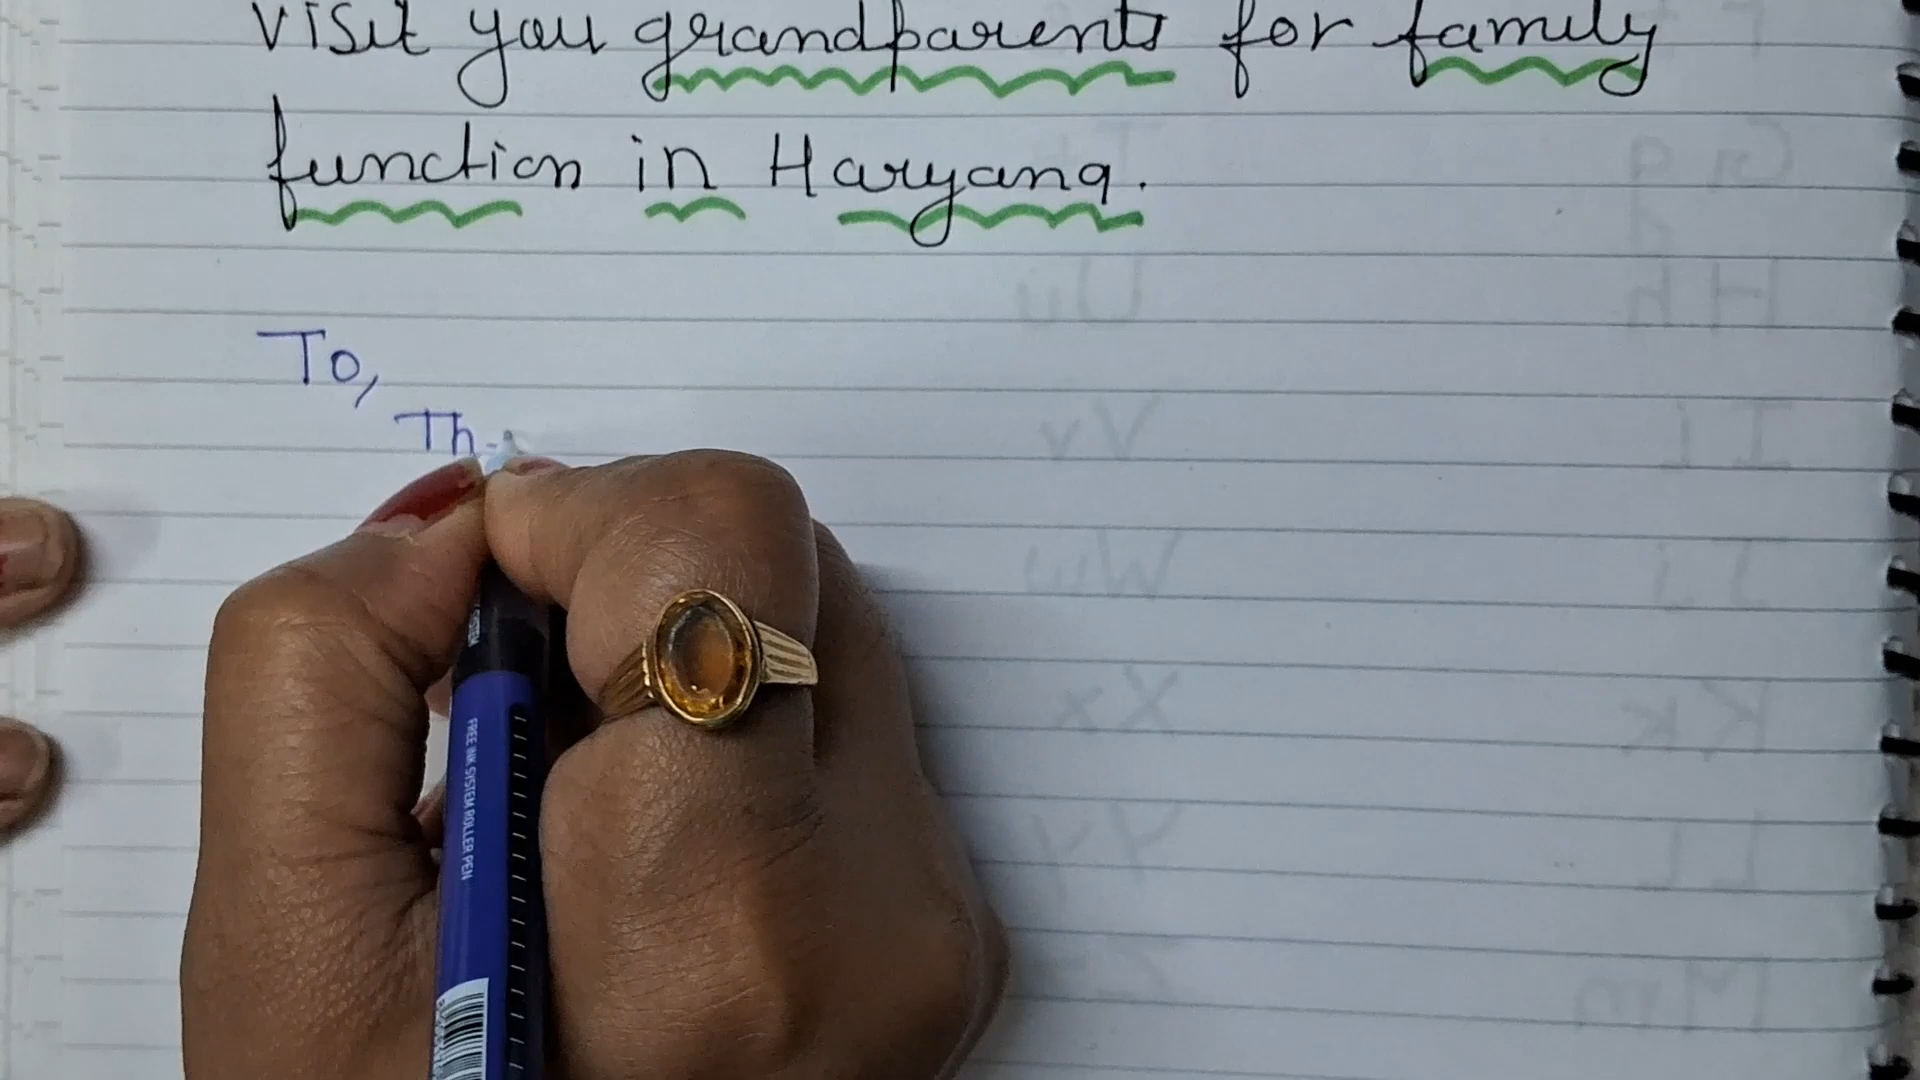 visit you grandparents for family
function in Haryana.
To,
Th
FREE INK SYSTEM ROLLER PEN